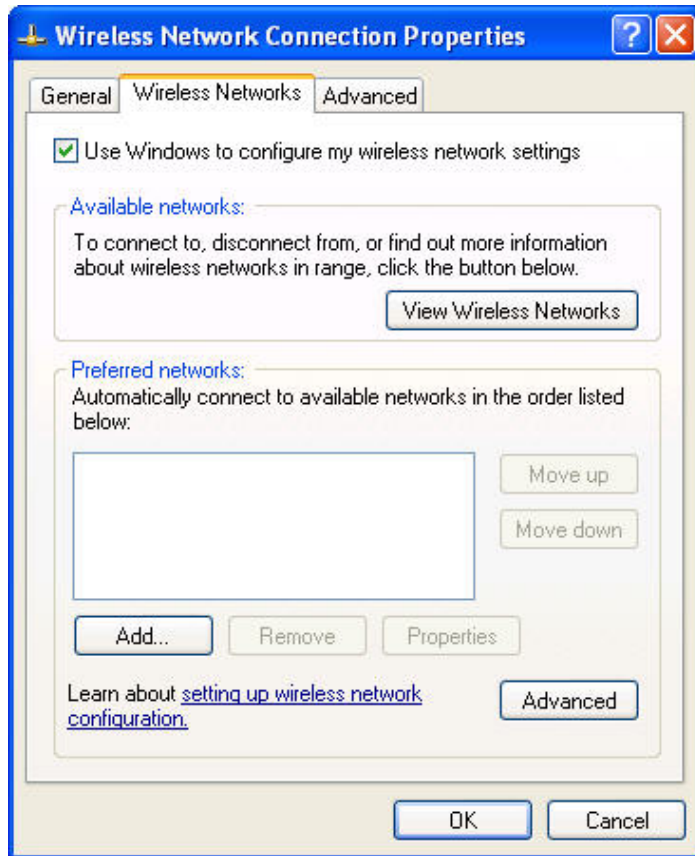 Wireless Network Connection Properties
General Wireless Networks Advanced
Use Windows to configure my wireless network settings
Available networks:
To connect to, disconnect from, or find out more information
about wireless networks in range, click the button below.
View Wireless Networks
Preferred networks:
Automatically connect to available networks in the order listed
below:
Move up
Move down
Add... Remove Properties
Learn about setting up wireless network
configuration.
Advanced
OK Cancel